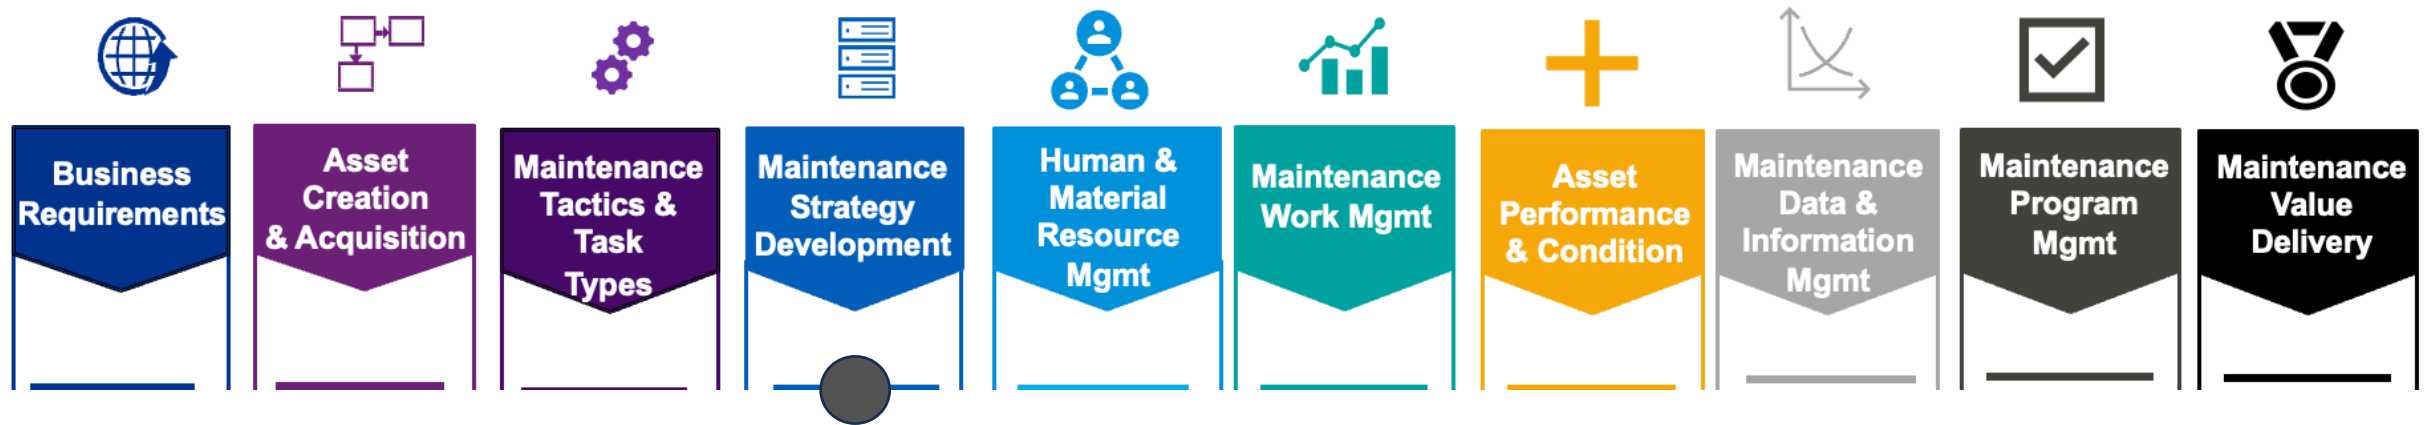 Business
Requirements
Asset
Creation
& Acquisition
Maintenance
Tactics &
Task
Types
Maintenance
Strategy
Development
Human &
Material
Resource
Mgmt
Maintenance
Work Mgmt
Asset
Performance
& Condition
Maintenance
Data &
Information
Mgmt
Maintenance
Program
Mgmt
Maintenance
Value
Delivery